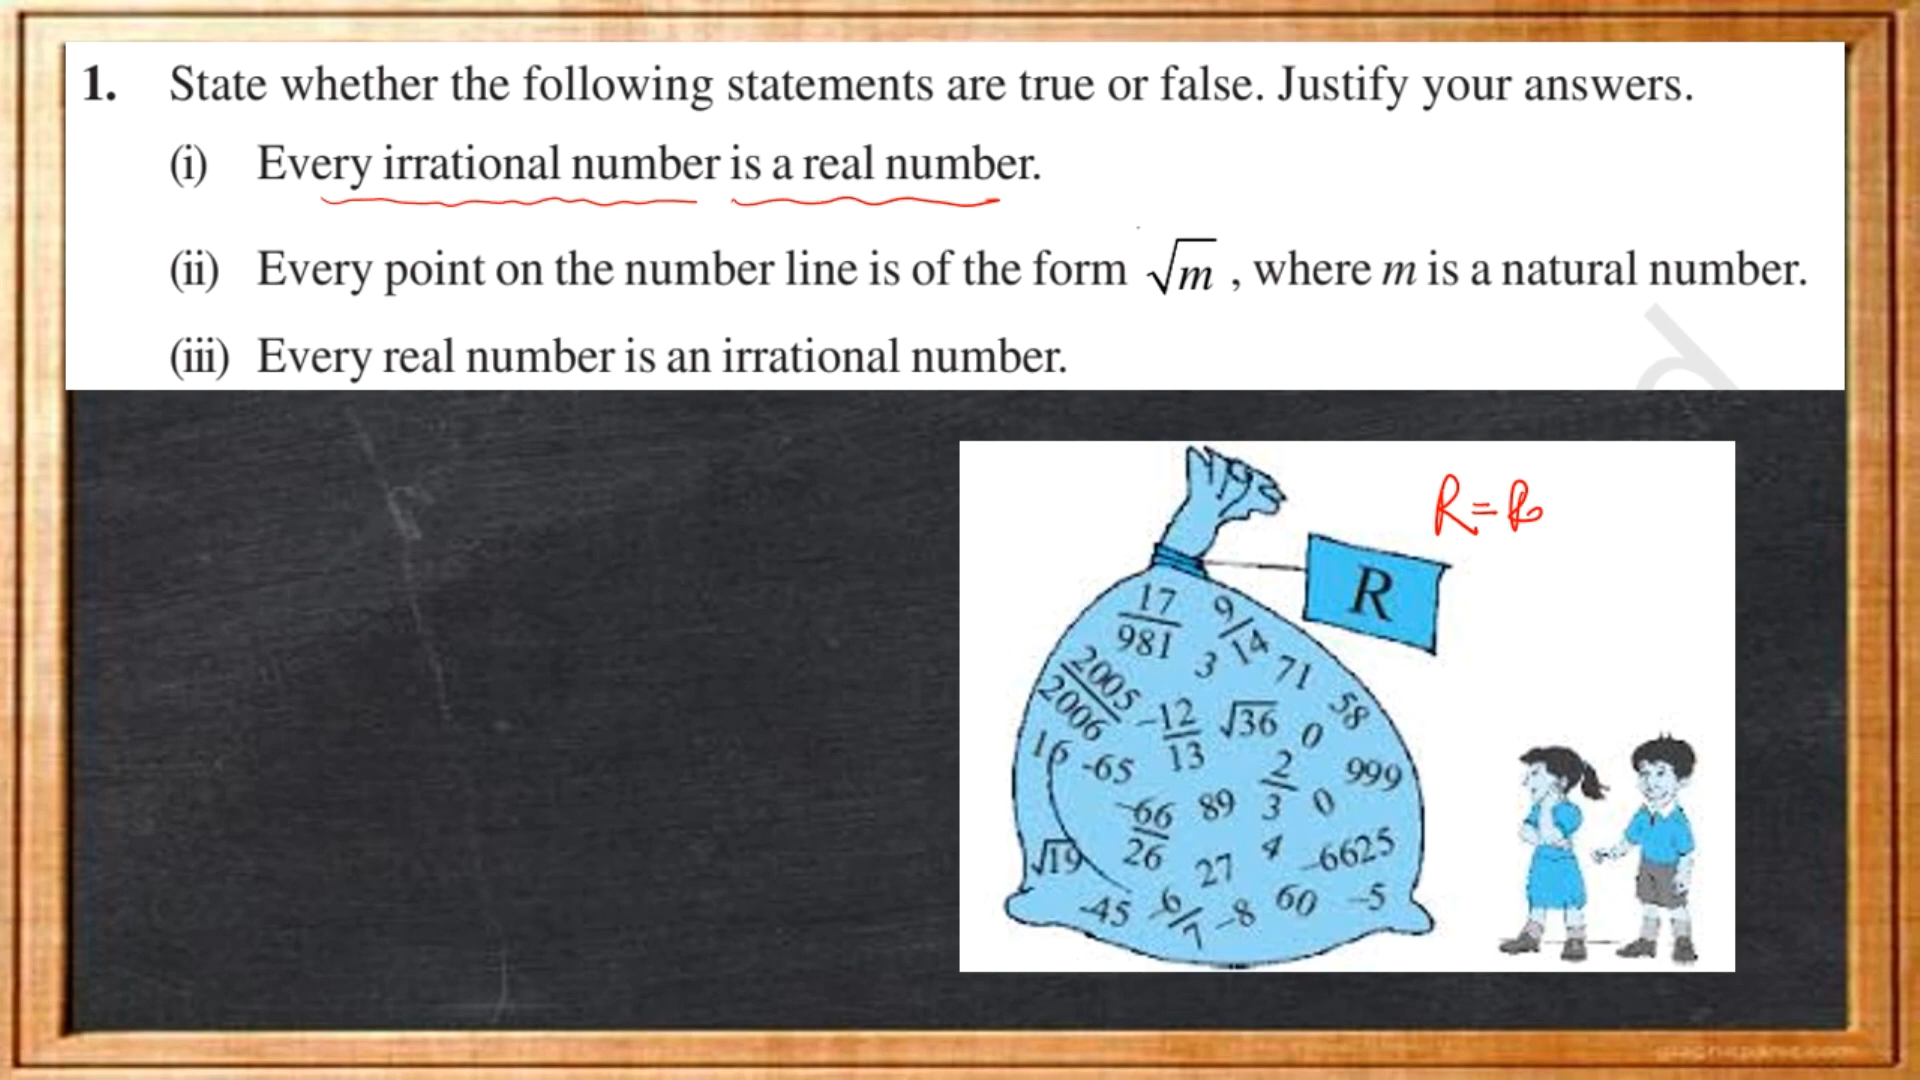 1. State whether the following statements are true or false. Justify your answers.
(i) Every irrational number is a real number.
(ii) Every point on the number line is of the form √m , where m is a natural number.
(iii) Every real number is an irrational number.
R=
R
17/981 9/14
3 71
2005/2006 -12/13 √36 0 58
16 -65 2/3 999
-66/26 89 0
√19 27 4 -6625
-45 -6/7 -8 60 -5